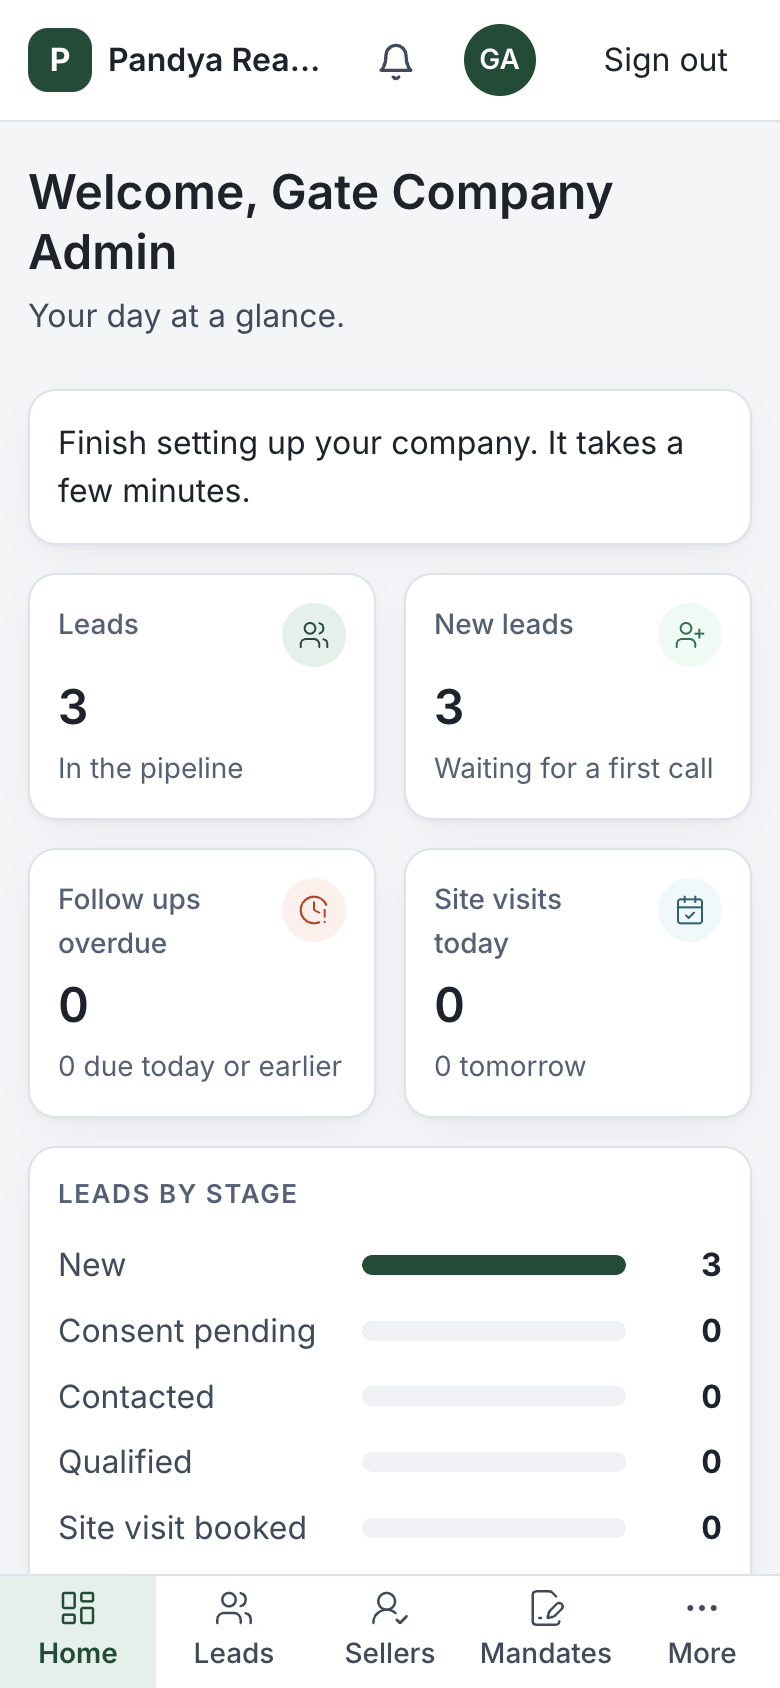 P
Pandya Rea...
GA
Sign out
Welcome, Gate Company
Admin
Your day at a glance.
Finish setting up your company. It takes a
few minutes.
Leads
3
In the pipeline
New leads
3
Waiting for a first call
Follow ups
overdue
0
0 due today or earlier
Site visits
today
0
0 tomorrow
LEADS BY STAGE
New 3
Consent pending 0
Contacted 0
Qualified 0
Site visit booked 0
Home
Leads
Sellers
Mandates
More